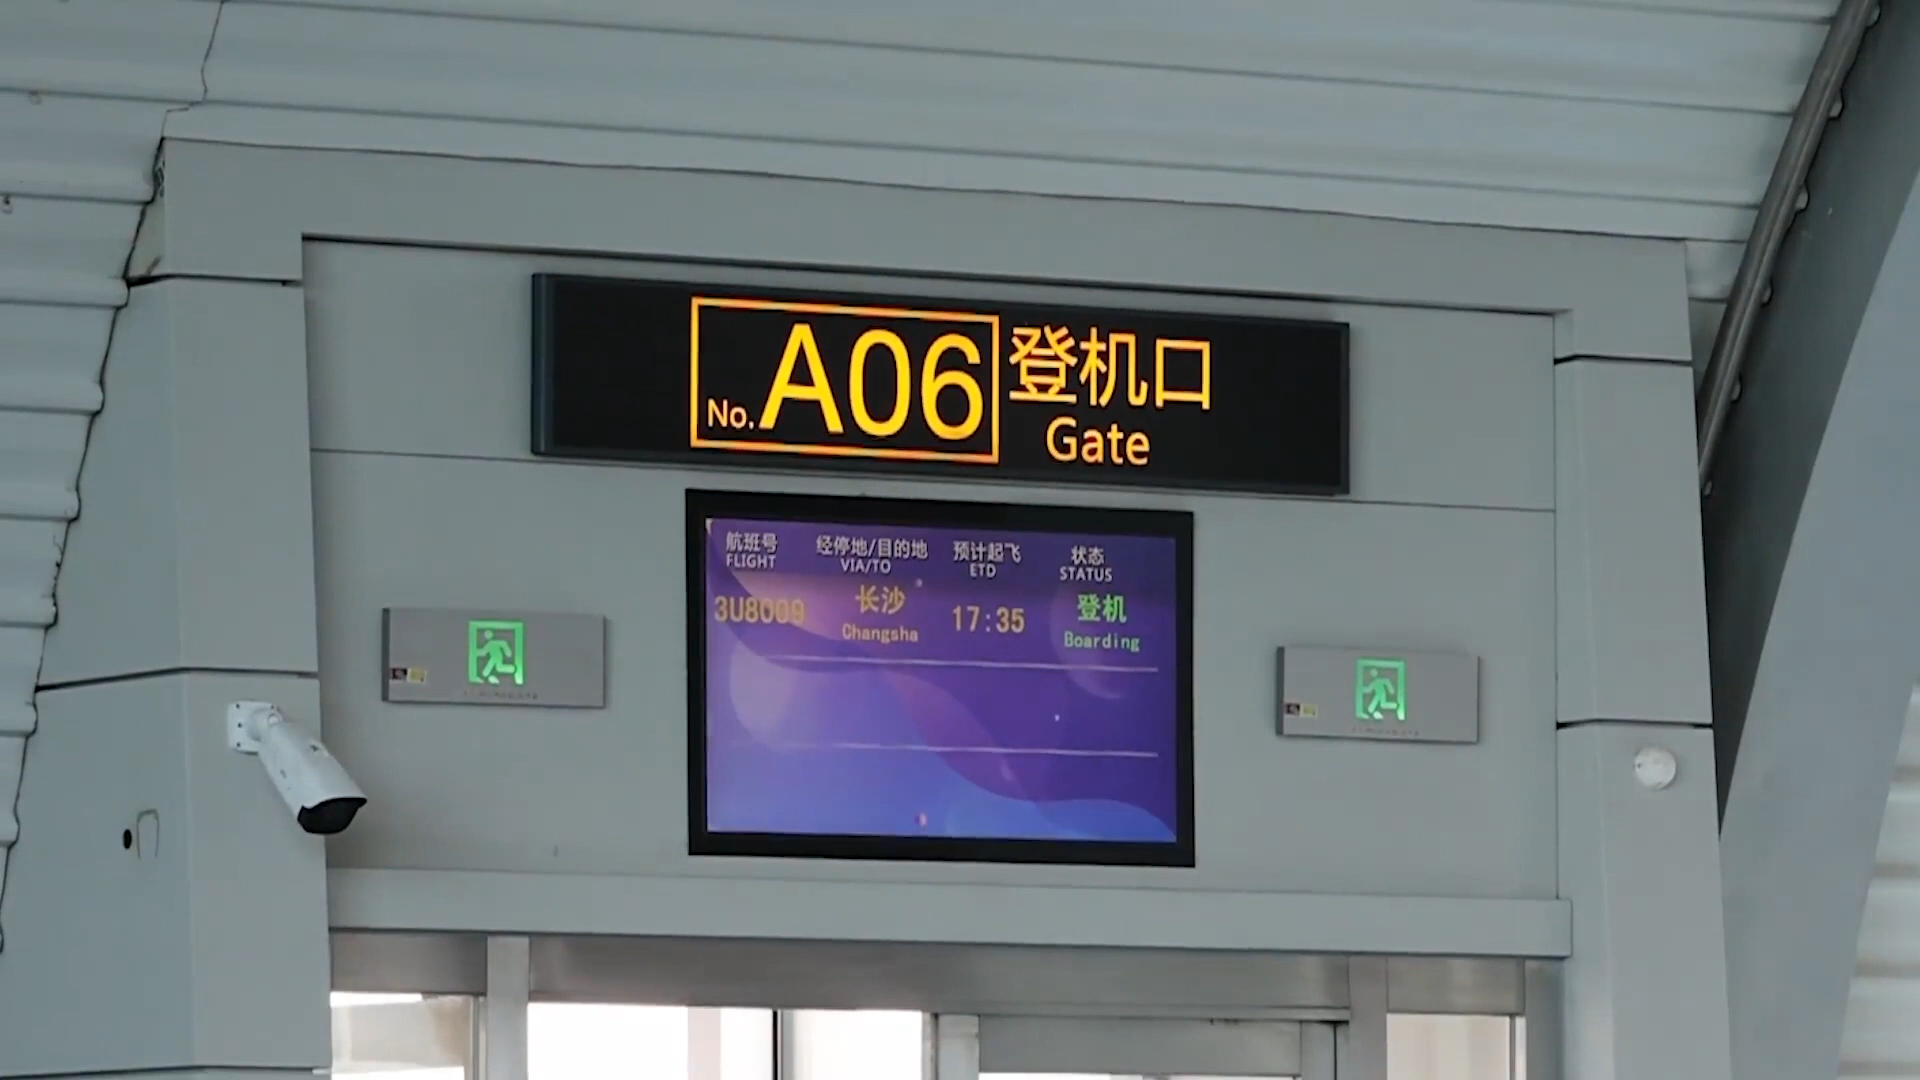 No. A06 登机口
Gate
航班号 经停地/目的地 预计起飞 状态
FLIGHT VIA/TO ETD STATUS
3U8009 长沙 17:35 登机
Changsha Boarding